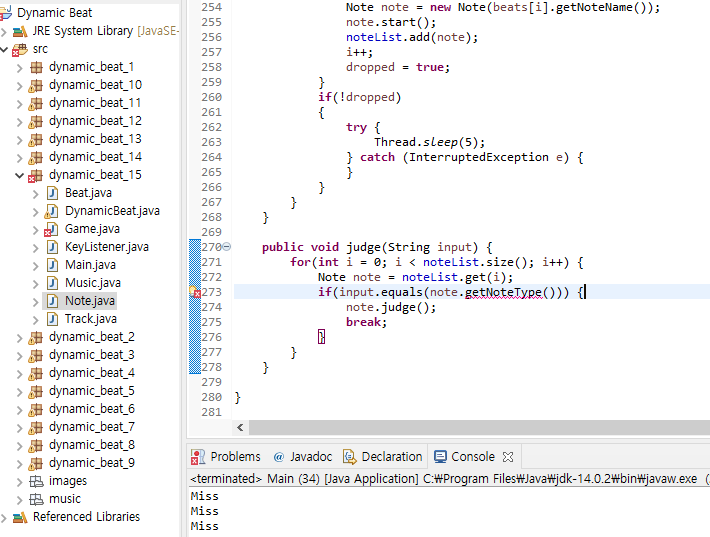 Dynamic Beat
JRE System Library [JavaSE-
src
dynamic_beat_1
dynamic_beat_10
dynamic_beat_11
dynamic_beat_12
dynamic_beat_13
dynamic_beat_14
dynamic_beat_15
Beat.java
DynamicBeat.java
Game.java
KeyListener.java
Main.java
Music.java
Note.java
Track.java
dynamic_beat_2
dynamic_beat_3
dynamic_beat_4
dynamic_beat_5
dynamic_beat_6
dynamic_beat_7
dynamic_beat_8
dynamic_beat_9
images
music
Referenced Libraries
254 Note note = new Note(beats[i].getNoteName());
255 note.start();
256 noteList.add(note);
257 i++;
258 dropped = true;
259 }
260 if(!dropped)
261 {
262 try {
263 Thread.sleep(5);
264 } catch (InterruptedException e) {
265 }
266 }
267 }
268 }
269
270 public void judge(String input) {
271 for(int i = 0; i < noteList.size(); i++) {
272 Note note = noteList.get(i);
273 if(input.equals(note.getNoteType())) {
274 note.judge();
275 break;
276 }
277 }
278 }
279
280 }
281
Problems @ Javadoc Declaration Console
<terminated> Main (34) [Java Application] C:₩Program Files₩Java₩jdk-14.0.2₩bin₩javaw.exe (
Miss
Miss
Miss